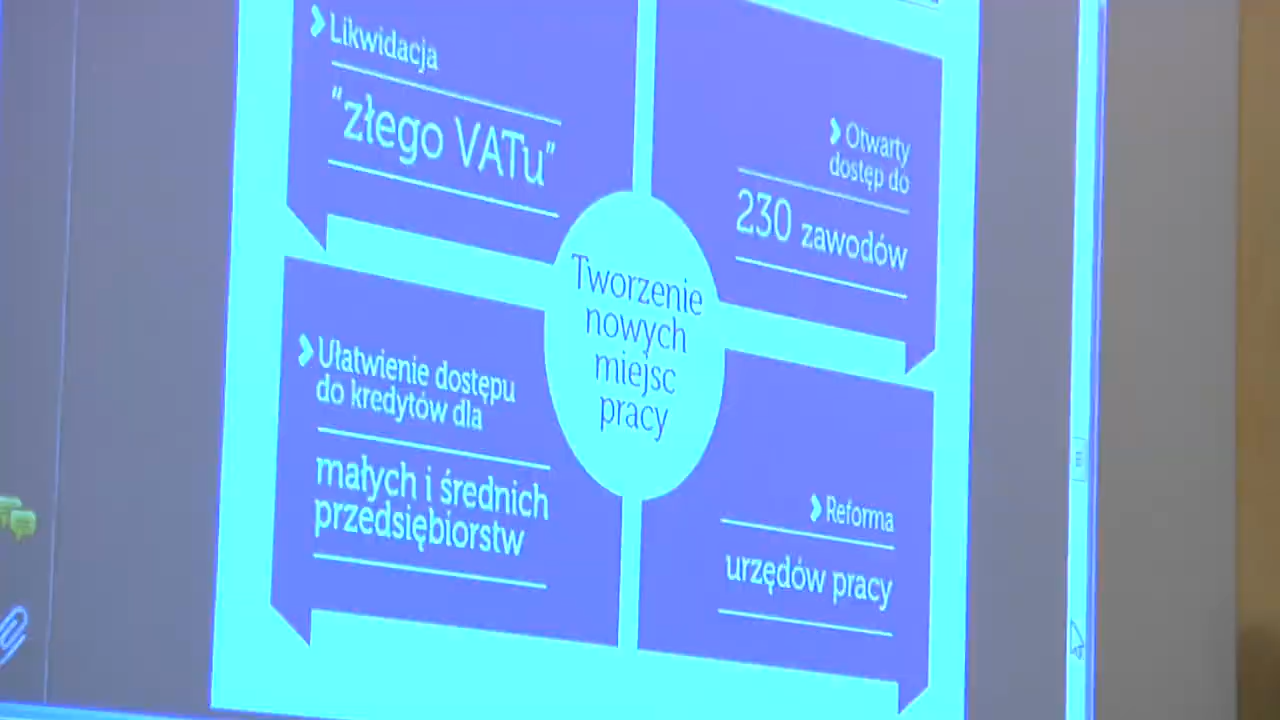 Likwidacja
“złego VATu”
Otwarty
dostęp do
230 zawodów
Tworzenie
nowych
miejsc
pracy
Ułatwienie dostępu
do kredytów dla
małych i średnich
przedsiębiorstw
Reforma
urzędów pracy